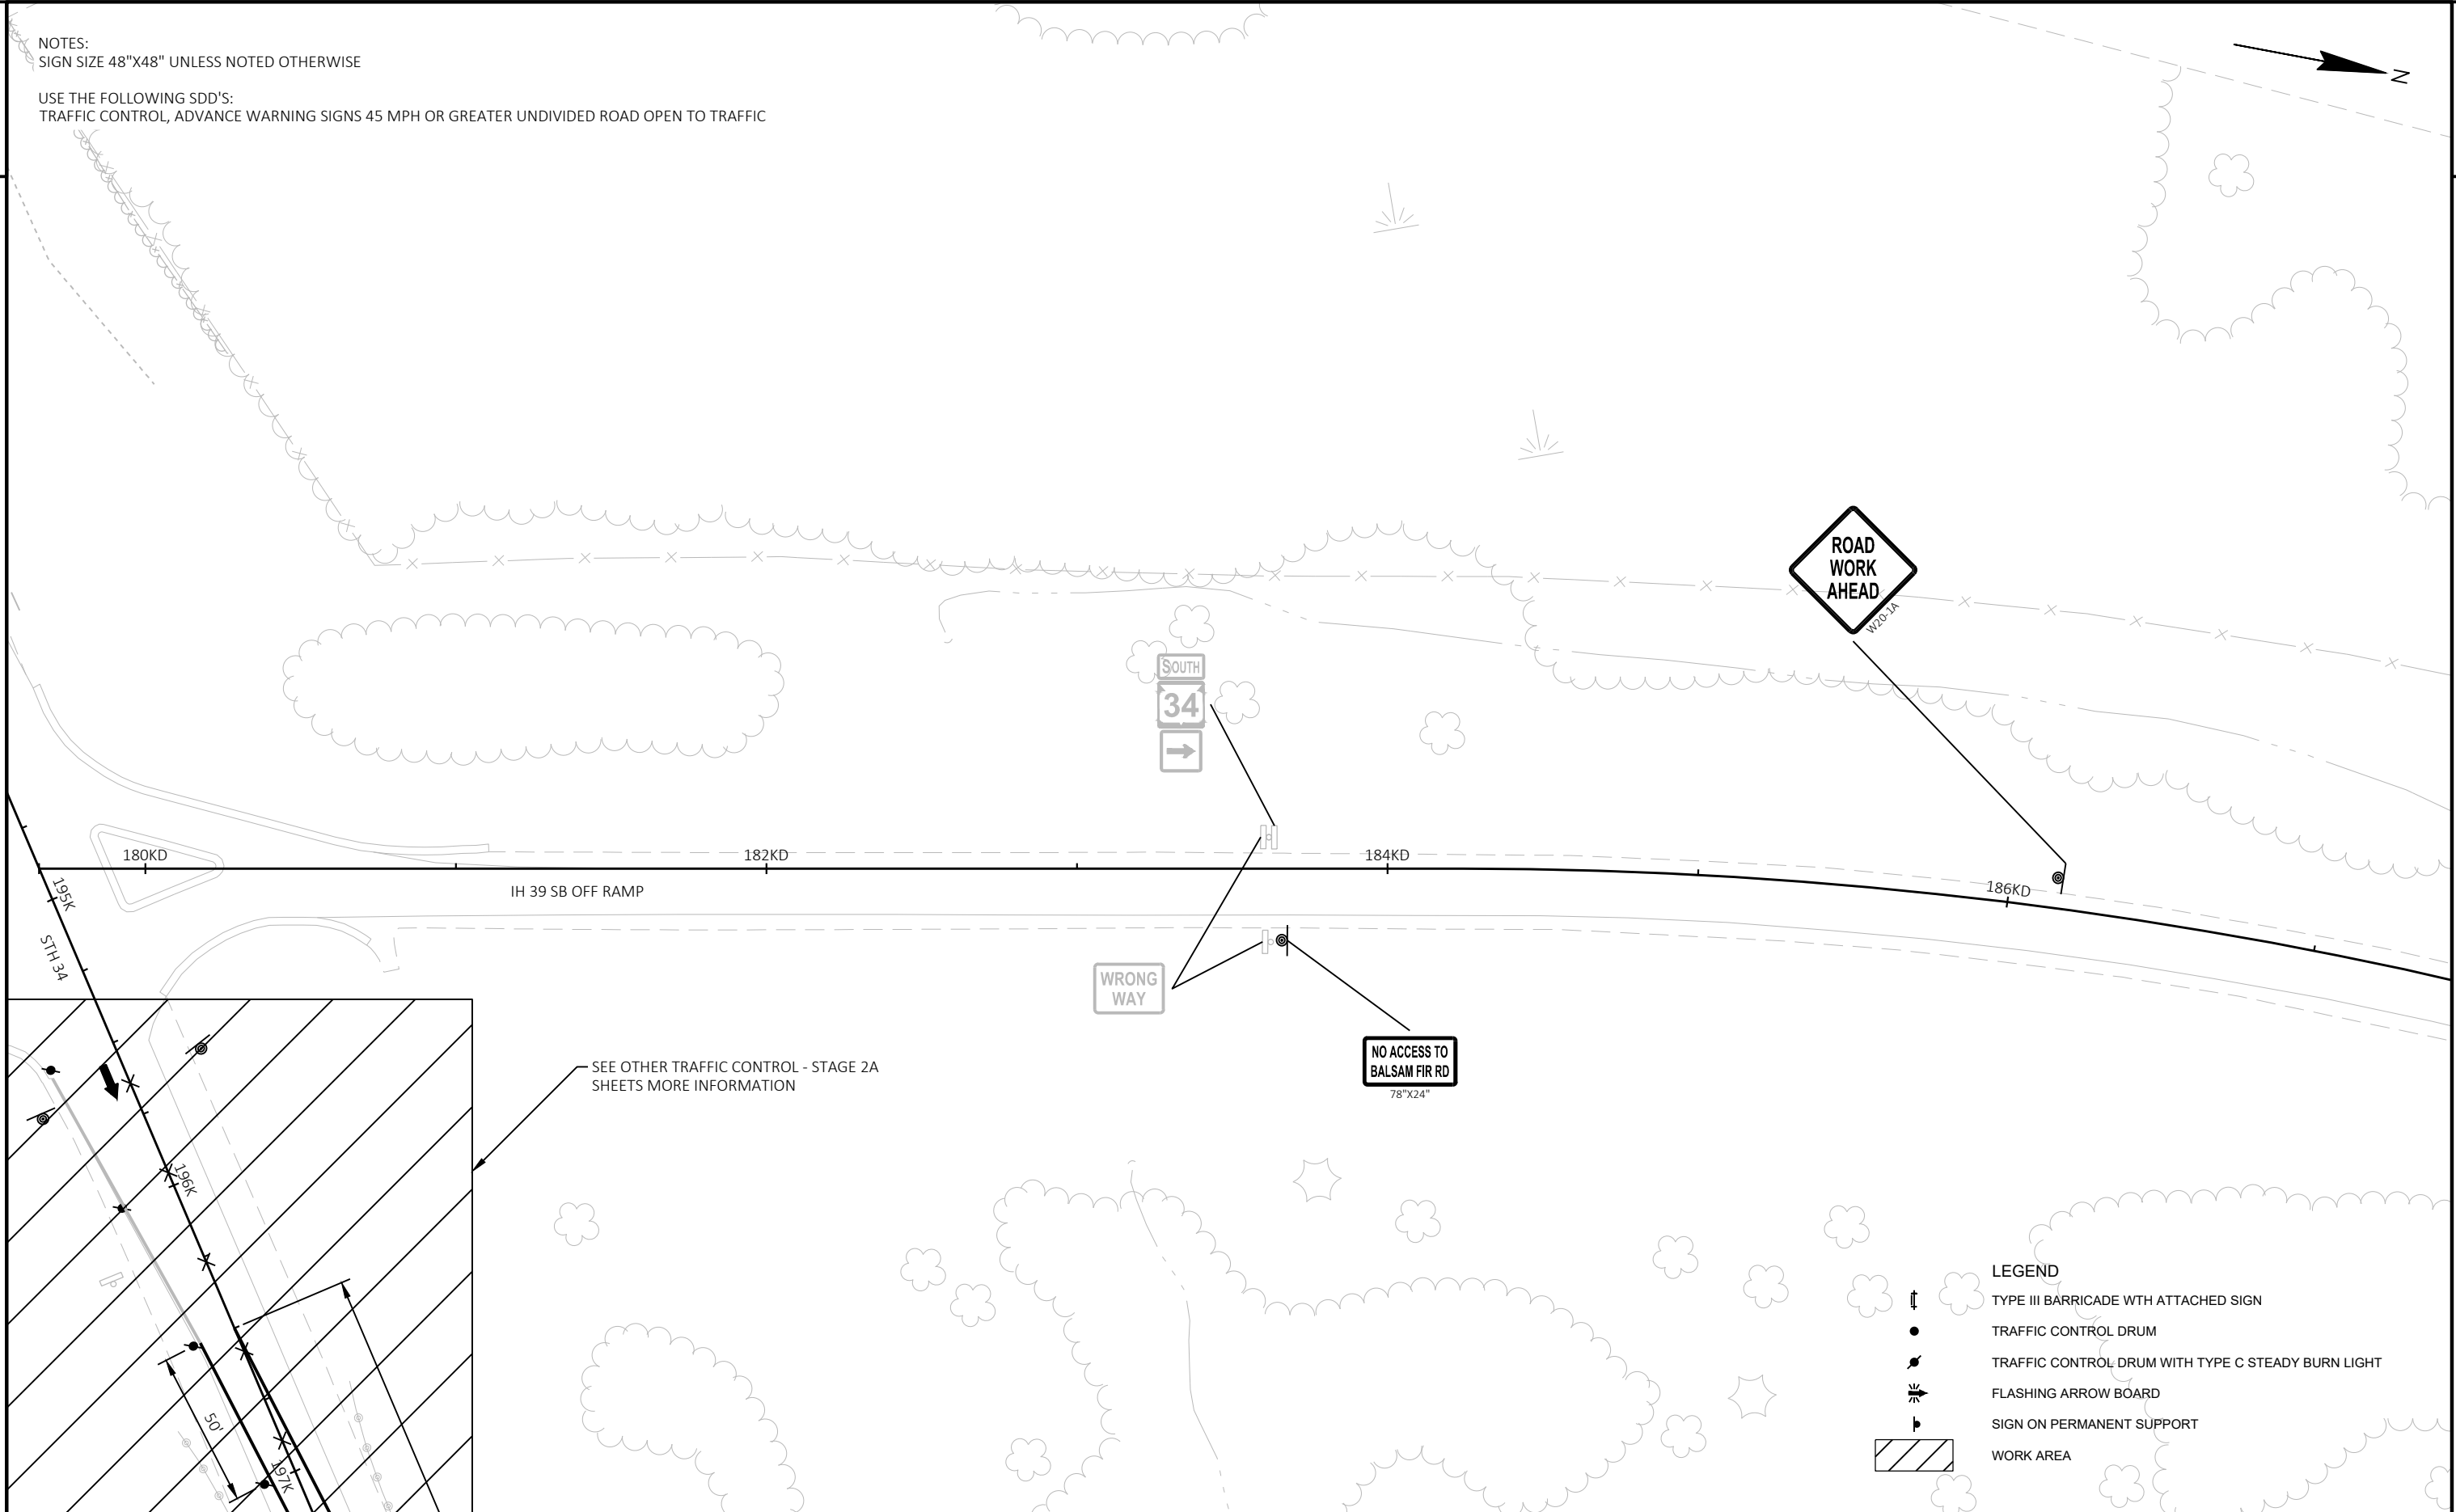 NOTES:
SIGN SIZE 48"X48" UNLESS NOTED OTHERWISE
USE THE FOLLOWING SDD'S:
TRAFFIC CONTROL, ADVANCE WARNING SIGNS 45 MPH OR GREATER UNDIVIDED ROAD OPEN TO TRAFFIC
N
ROAD
WORK
AHEAD
W20-1A
SOUTH
34
180KD
182KD
184KD
186KD
IH 39 SB OFF RAMP
195K
STH 34
WRONG
WAY
NO ACCESS TO
BALSAM FIR RD
78"X24"
SEE OTHER TRAFFIC CONTROL - STAGE 2A
SHEETS MORE INFORMATION
196K
50'
197K
LEGEND
TYPE III BARRICADE WTH ATTACHED SIGN
TRAFFIC CONTROL DRUM
TRAFFIC CONTROL DRUM WITH TYPE C STEADY BURN LIGHT
FLASHING ARROW BOARD
SIGN ON PERMANENT SUPPORT
WORK AREA